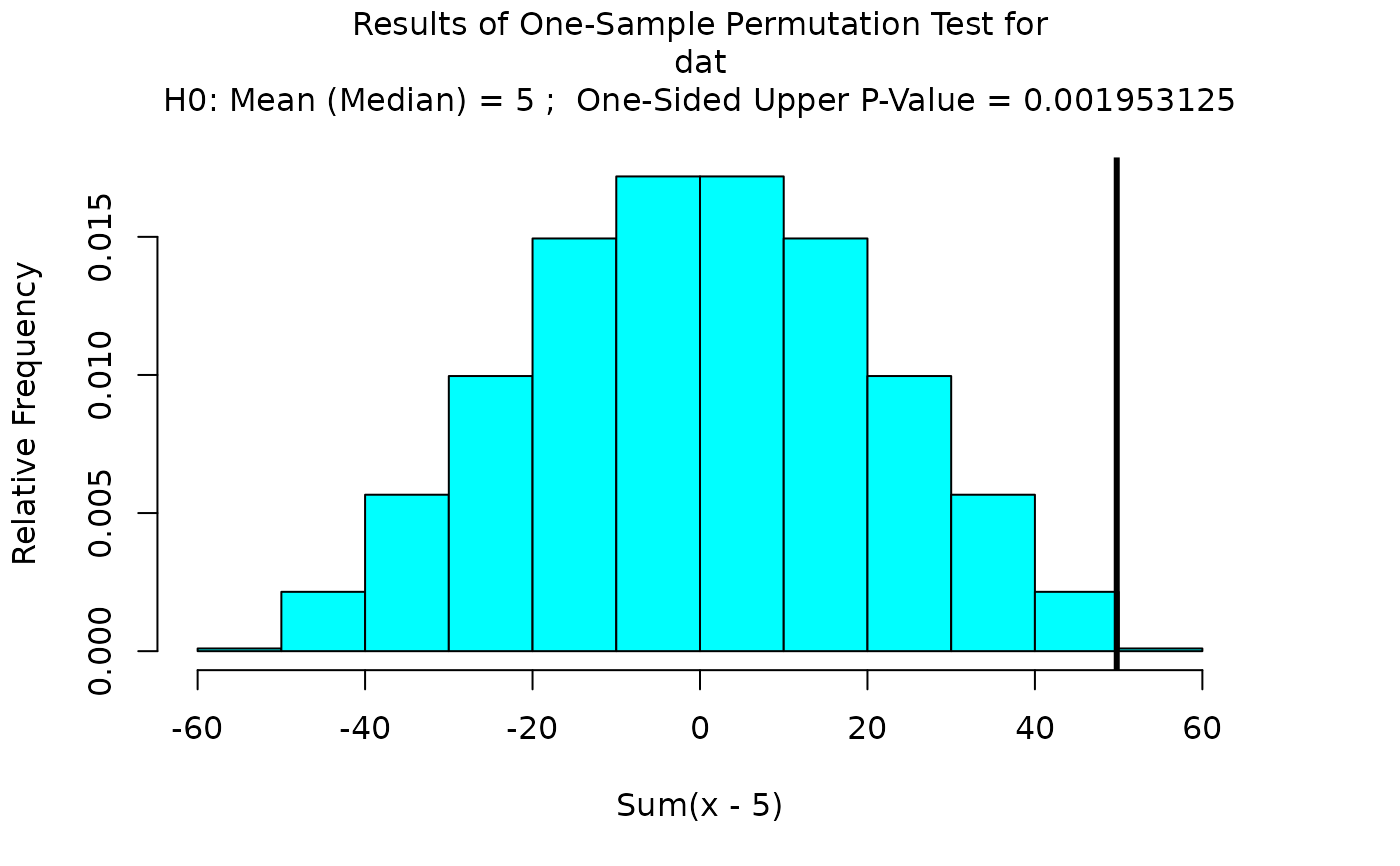 Results of One-Sample Permutation Test for
dat
H0: Mean (Median) = 5 ;  One-Sided Upper P-Value = 0.001953125
Relative Frequency
0.015
0.010
0.005
0.000
-60 -40 -20 0 20 40 60
Sum(x - 5)